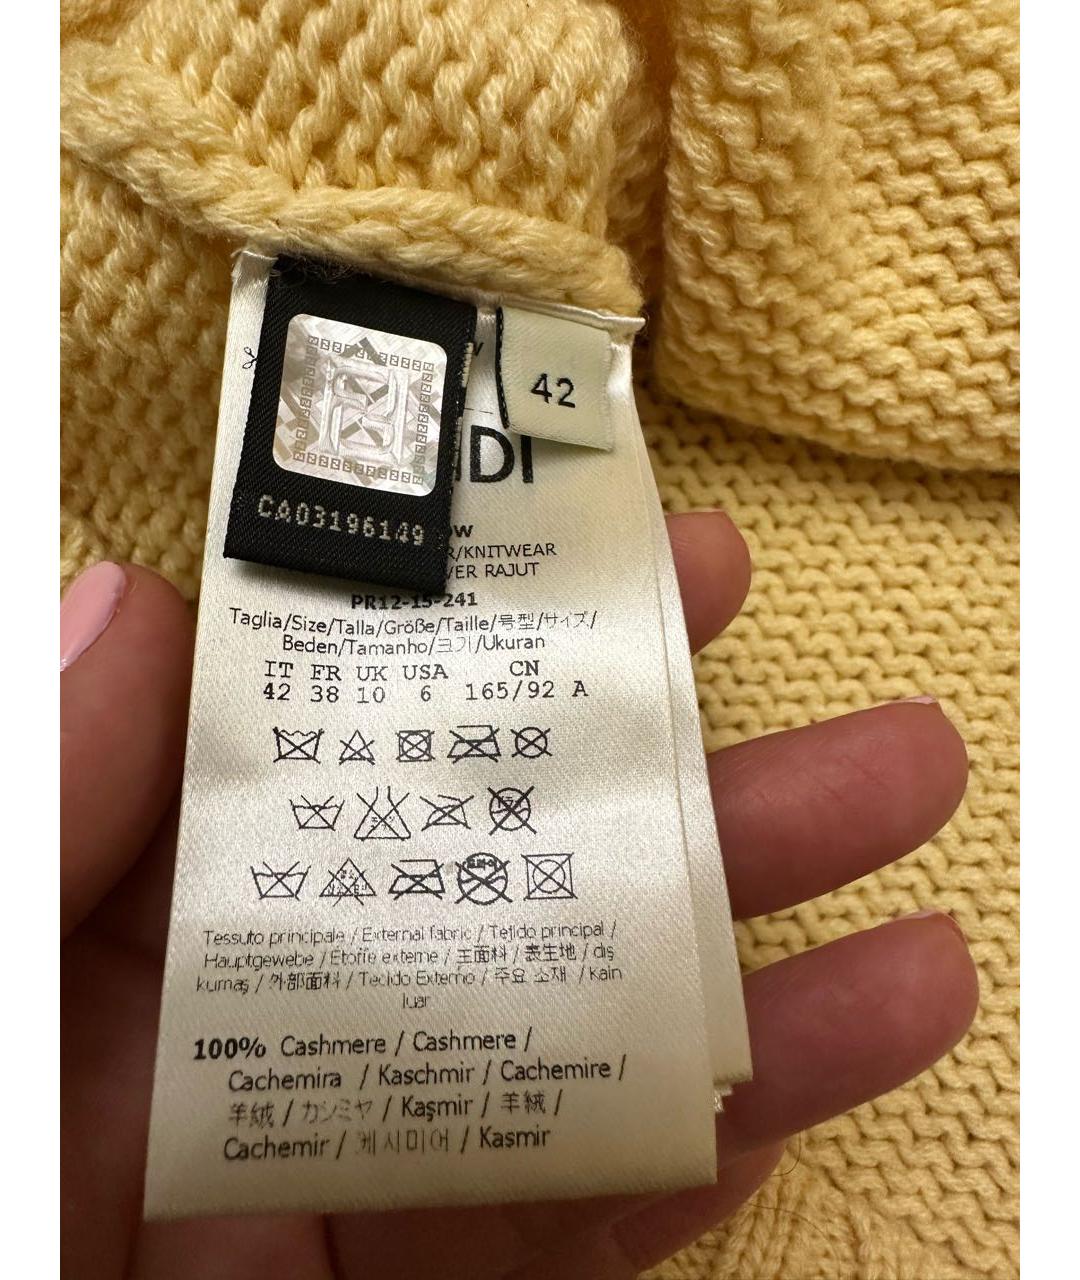 42
CA03196149
DI
OW
R/KNITWEAR
VER RAJUT
PR12-15-241
Taglia/Size/Talla/Größe/Taille/号型/サイズ/
Beden/Tamanho/크기/Ukuran
IT FR UK USA CN
42 38 10 6 165/92 A
Tessuto principale / External fabric / Tejido principal /
Hauptgewebe / Etoffe externe / 主面料 / 表生地 / dış
kumaş / 外部面料 / Tecido Externo / 주요 소재 / Kain
luar
100% Cashmere / Cashmere /
Cachemira / Kaschmir / Cachemire /
羊绒 / カシミヤ / Kaşmir / 羊絨 /
Cachemir / 캐시미어 / Kasmir